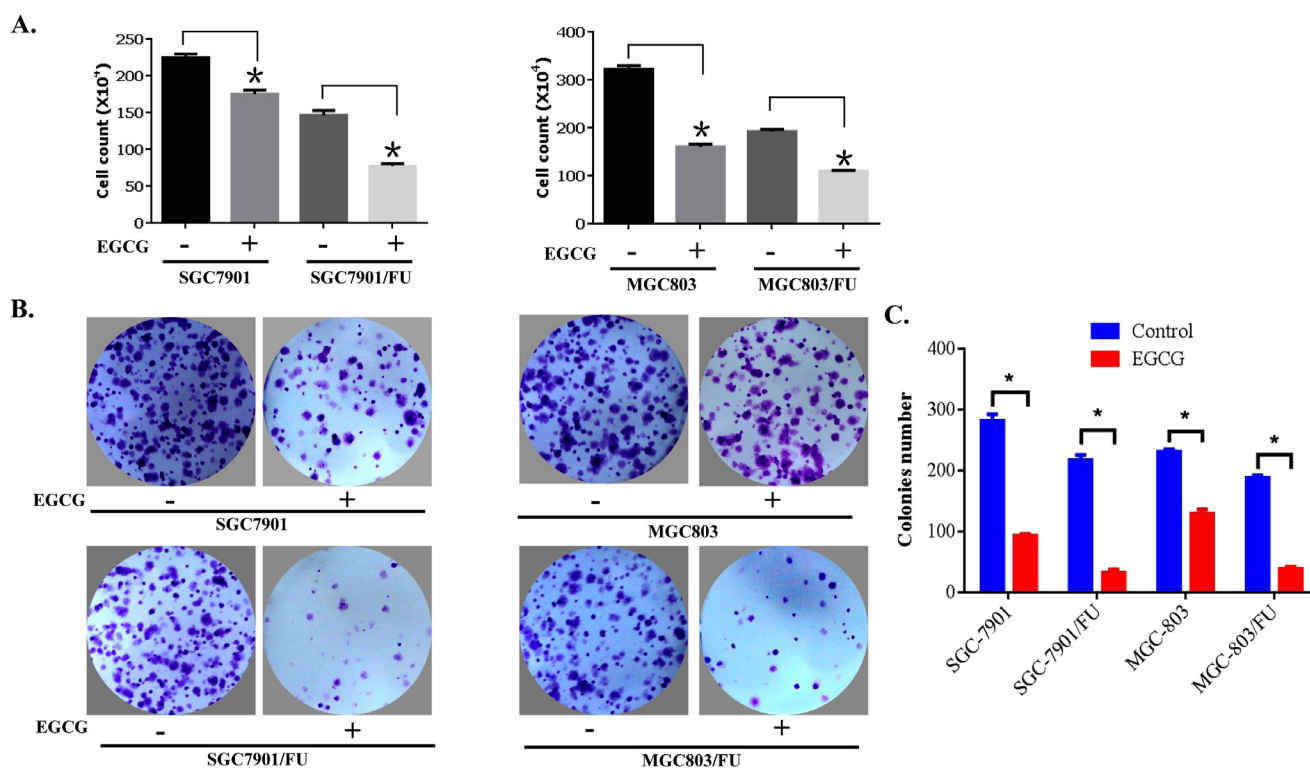 A.
Cell count (X10⁴)
250
200
150
100
50
0
*
*
EGCG
- + - +
SGC7901 SGC7901/FU
Cell count (X10⁴)
400
300
200
100
0
*
*
EGCG
- + - +
MGC803 MGC803/FU
B.
EGCG - +
SGC7901
- +
MGC803
EGCG - +
SGC7901/FU
- +
MGC803/FU
C.
Control
EGCG
Colonies number
400
300
200
100
0
* * * *
SGC-7901
SGC-7901/FU
MGC-803
MGC-803/FU